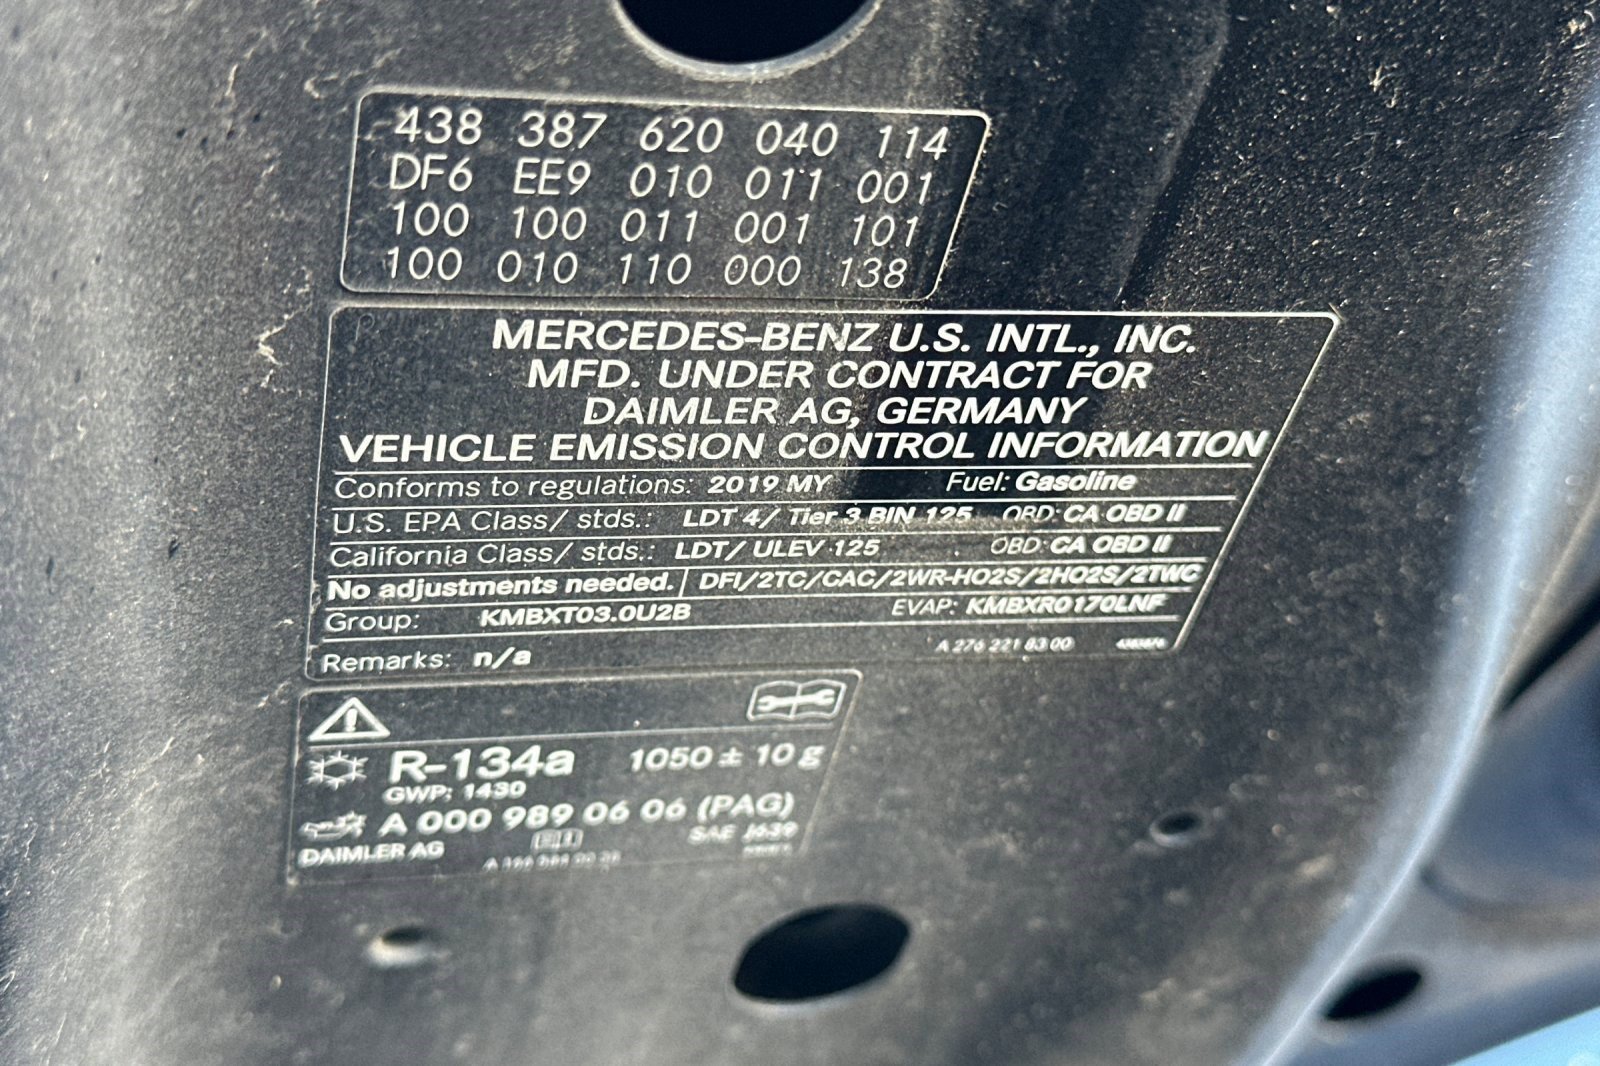 438 387 620 040 114
DF6 EE9 010 011 001
100 100 011 001 101
100 010 110 000 138
MERCEDES-BENZ U.S. INTL., INC.
MFD. UNDER CONTRACT FOR
DAIMLER AG, GERMANY
VEHICLE EMISSION CONTROL INFORMATION
Conforms to regulations: 2019 MY Fuel: Gasoline
U.S. EPA Class/ stds.: LDT 4/ Tier 3 BIN 125 OBD: CA OBD II
California Class/ stds.: LDT/ ULEV 125 OBD: CA OBD II
No adjustments needed. DFI/2TC/CAC/2WR-HO2S/2HO2S/2TWC
Group: KMBXT03.0U2B EVAP: KMBXR0170LNF
Remarks: n/a A 276 221 83 00
R-134a 1050 ± 10 g
GWP: 1430
A 000 989 06 06 (PAG)
DAIMLER AG SAE J639